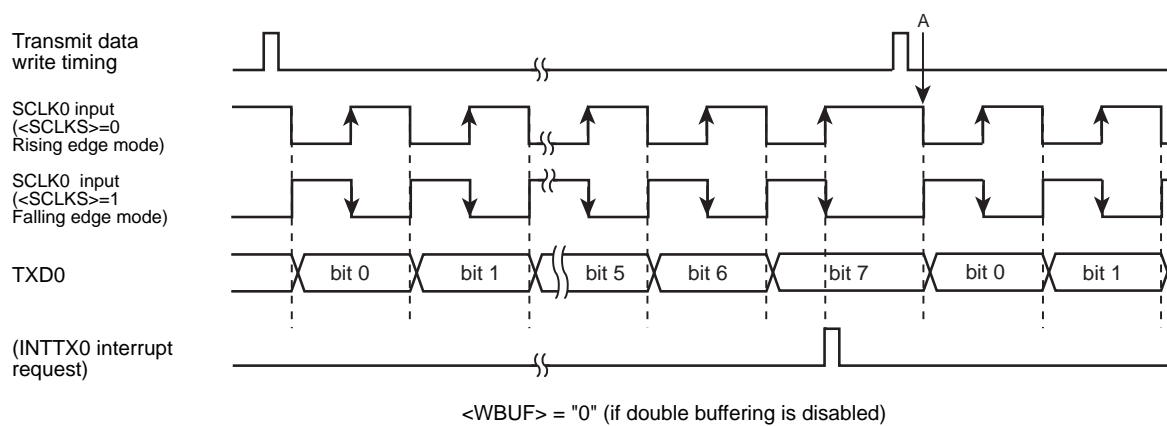 A
Transmit data
write timing
SCLK0 input
(<SCLKS>=0
Rising edge mode)
SCLK0 input
(<SCLKS>=1
Falling edge mode)
TXD0
bit 0
bit 1
bit 5
bit 6
bit 7
bit 0
bit 1
(INTTX0 interrupt
request)
<WBUF> = "0" (if double buffering is disabled)